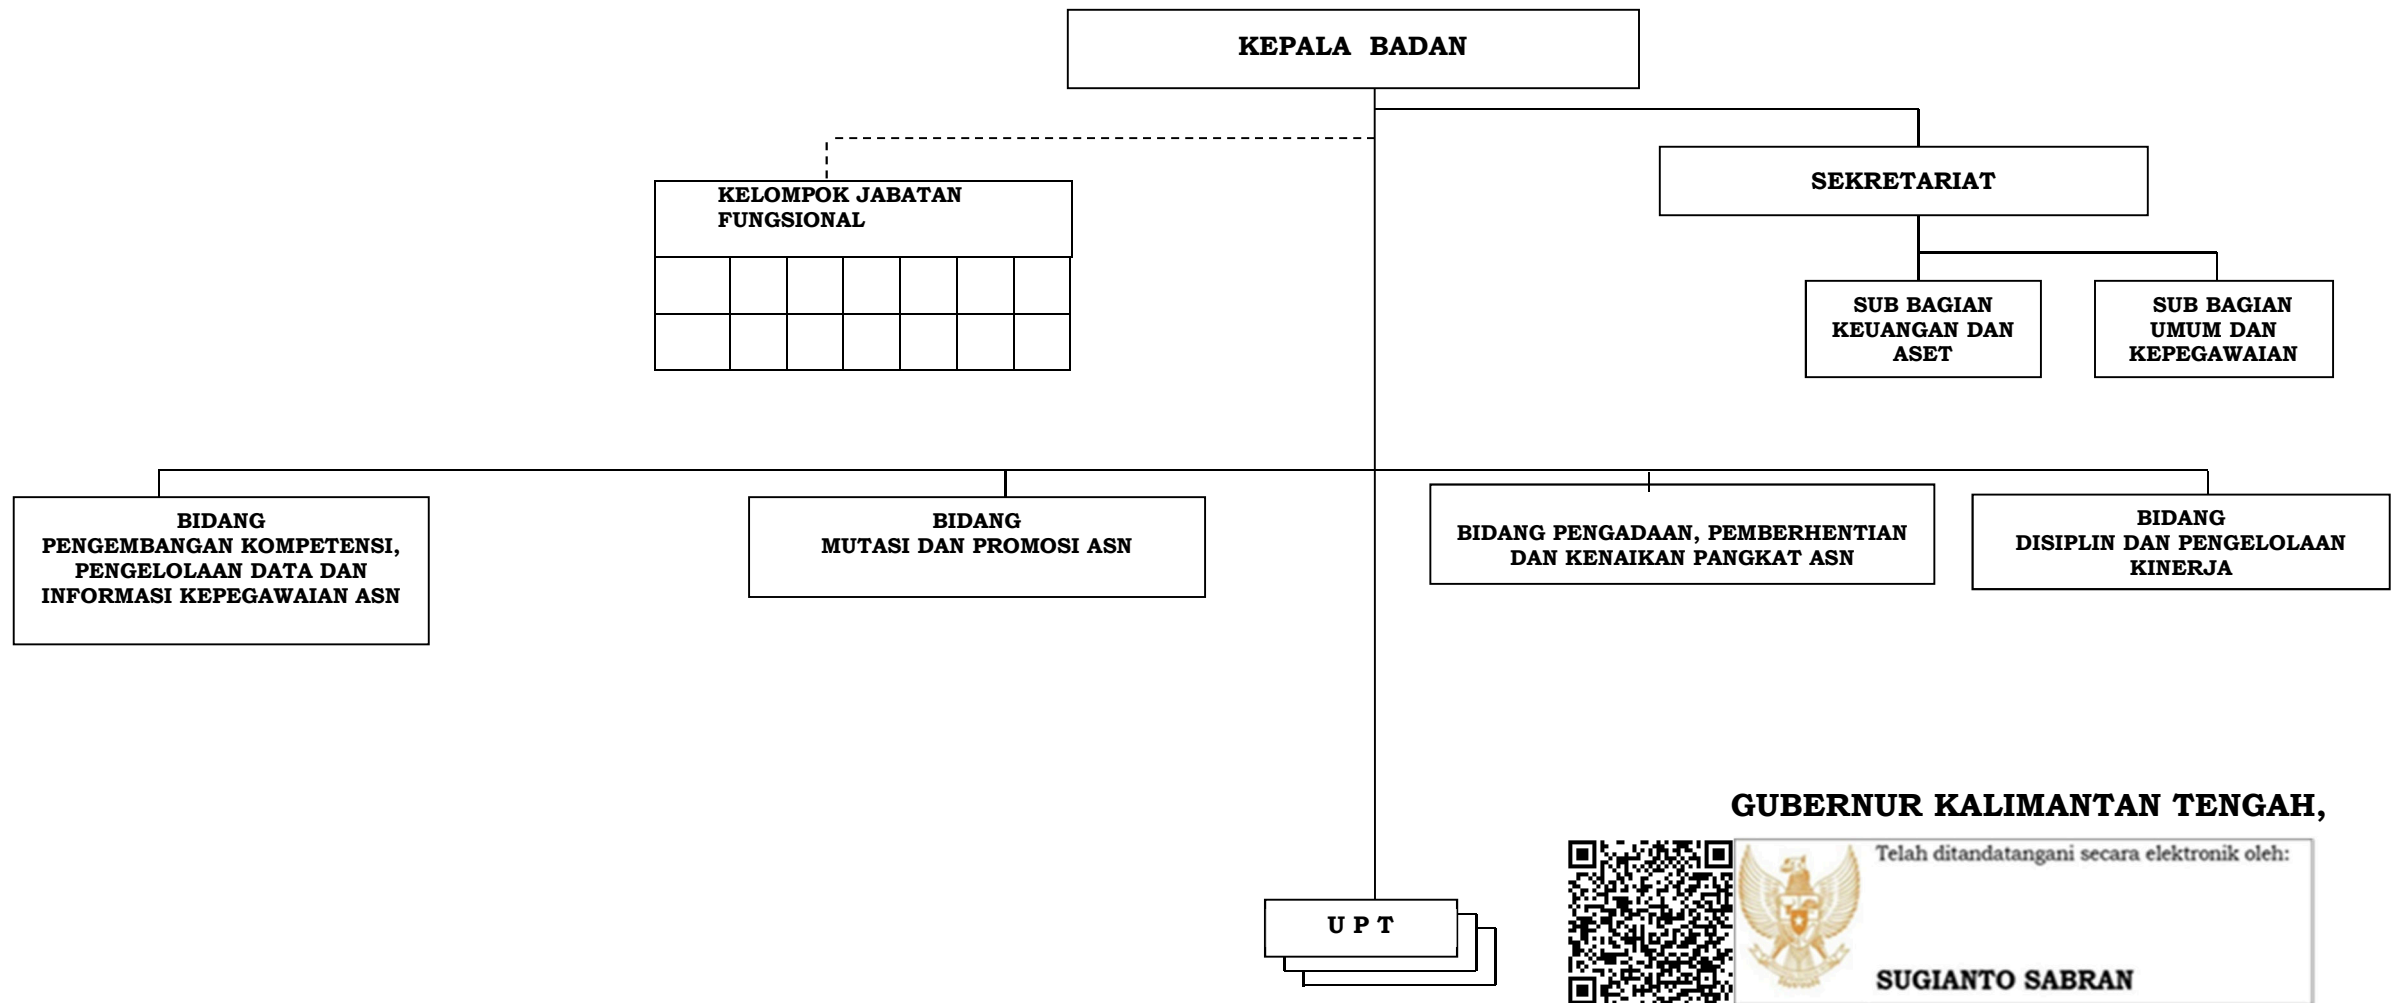 KEPALA BADAN
SEKRETARIAT
KELOMPOK JABATAN
FUNGSIONAL
SUB BAGIAN
KEUANGAN DAN
ASET
SUB BAGIAN
UMUM DAN
KEPEGAWAIAN
BIDANG
PENGEMBANGAN KOMPETENSI,
PENGELOLAAN DATA DAN
INFORMASI KEPEGAWAIAN ASN
BIDANG
MUTASI DAN PROMOSI ASN
BIDANG PENGADAAN, PEMBERHENTIAN
DAN KENAIKAN PANGKAT ASN
BIDANG
DISIPLIN DAN PENGELOLAAN
KINERJA
U P T
GUBERNUR KALIMANTAN TENGAH,
Telah ditandatangani secara elektronik oleh:
SUGIANTO SABRAN